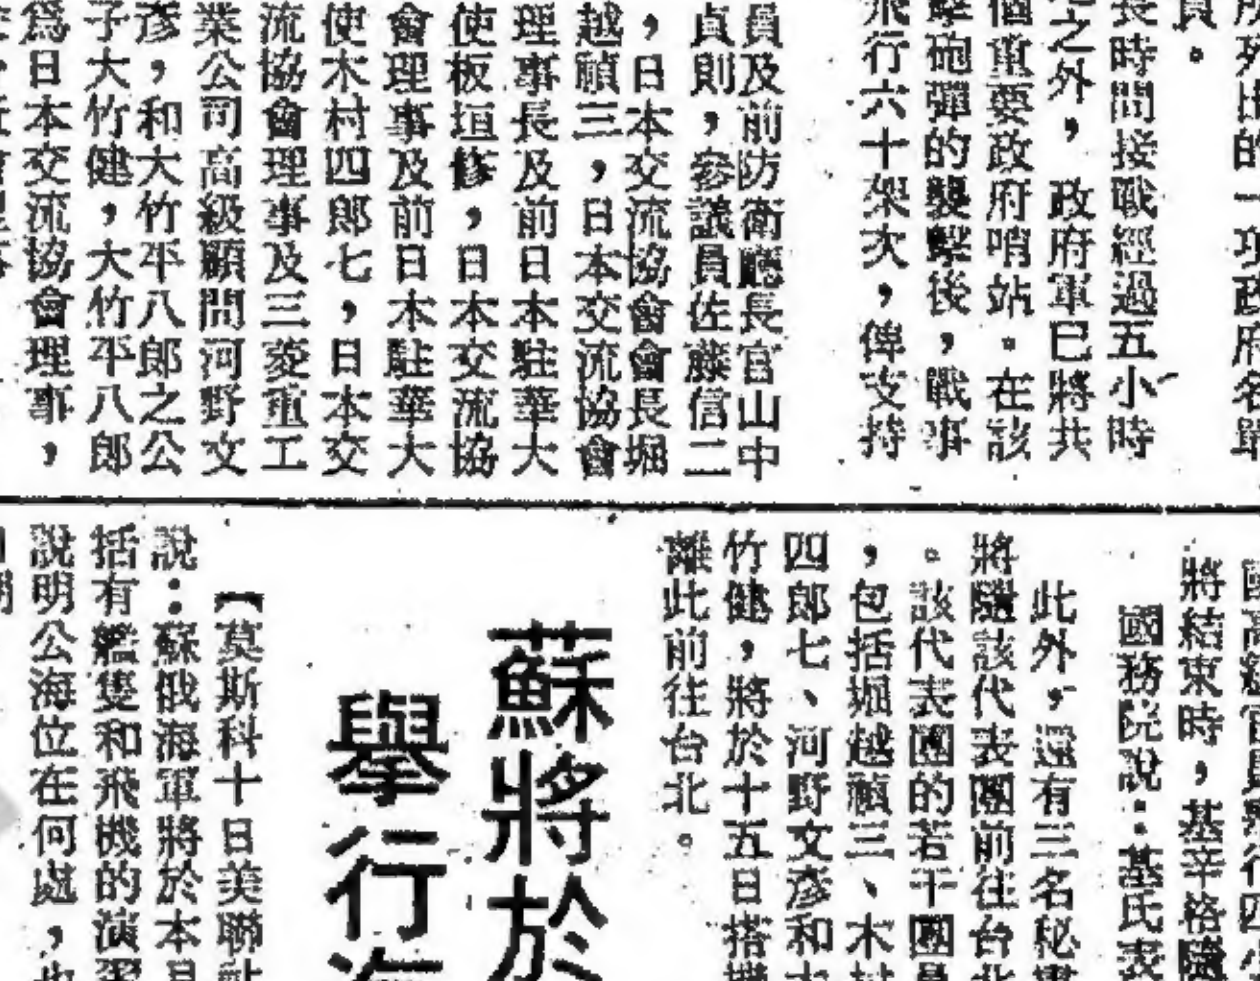 員。
長時間接戰經過五小時
之外，政府軍已將共
個重要政府哨站。在該
擊砲彈的襲擊後，戰事
飛行六十架次，俾支持
員及前防衛廳長官山中
貞則，參議員佐藤信二
，日本交流協會會長堀
越願三，日本交流協會
理事長及前日本駐華大
使板垣修，日本交流協
會理事及前日本駐華大
使木村四郎七，日本交
流協會理事及三菱重工
業公司高級顧問河野文
彥，和大竹平八郎之公
子大竹健，大竹平八郎
為日本交流協會理事，
將結束時，基辛格隨
國務院說：基氏表
此外，還有三名秘書
將隨該代表團前往台北
。該代表團的若干團員
，包括堀越禎三、木村
四郎七、河野文彥和大
竹健，將於十五日搭機
離此前往台北。
蘇將於
舉行海
【莫斯科十日美聯社
說：蘇俄海軍將於本月
括有艦隻和飛機的演習
說明公海位在何處，也